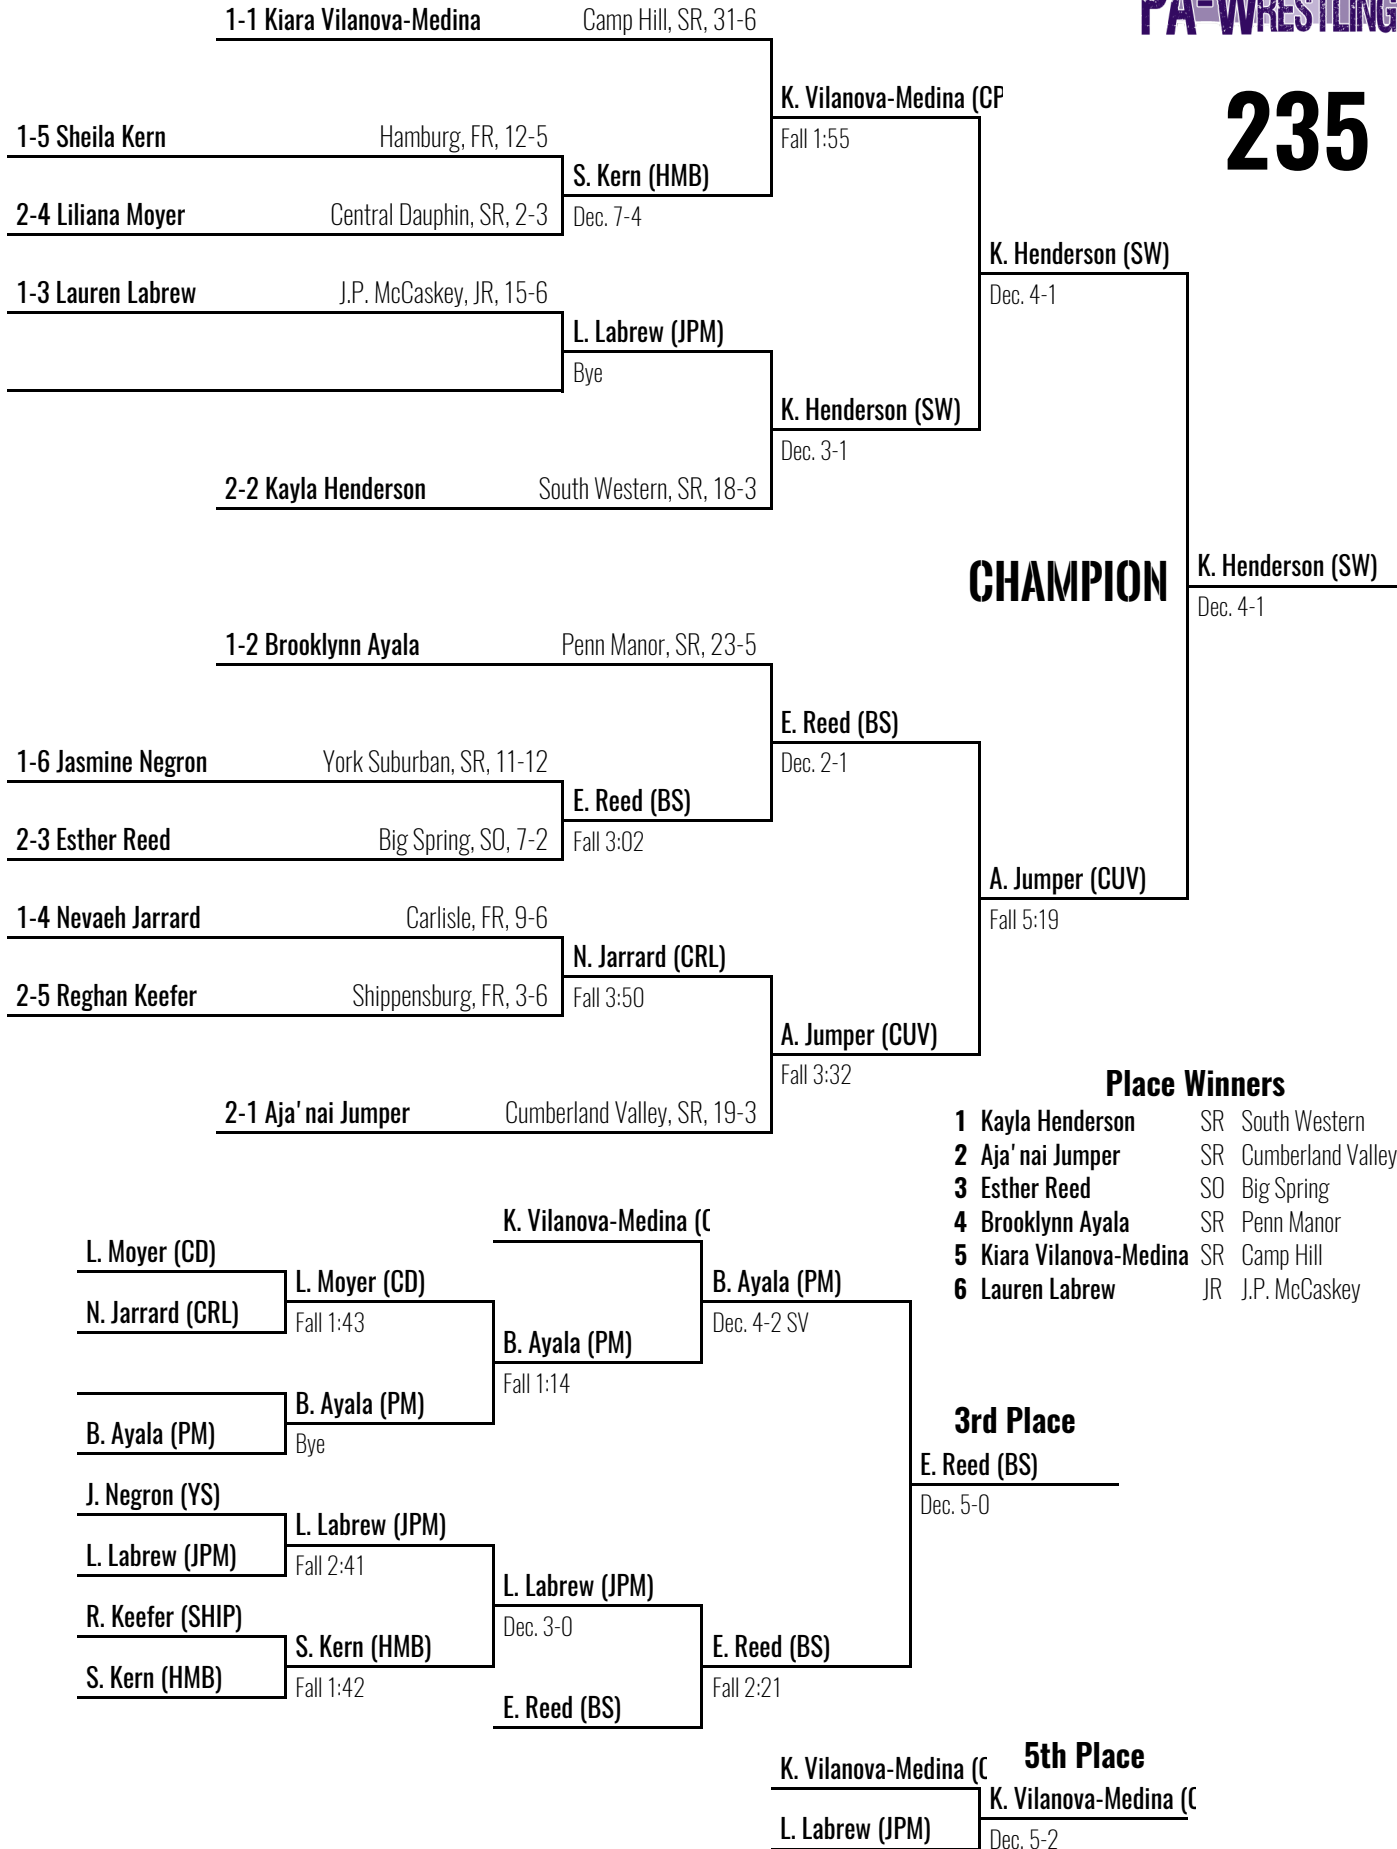 PA-WRESTLING
235
1-1 Kiara Vilanova-Medina Camp Hill, SR, 31-6
K. Vilanova-Medina (CP
Fall 1:55
1-5 Sheila Kern Hamburg, FR, 12-5
S. Kern (HMB)
Dec. 7-4
2-4 Liliana Moyer Central Dauphin, SR, 2-3
K. Henderson (SW)
Dec. 4-1
1-3 Lauren Labrew J.P. McCaskey, JR, 15-6
L. Labrew (JPM)
Bye
K. Henderson (SW)
Dec. 3-1
2-2 Kayla Henderson South Western, SR, 18-3
CHAMPION
K. Henderson (SW)
Dec. 4-1
1-2 Brooklynn Ayala Penn Manor, SR, 23-5
E. Reed (BS)
Dec. 2-1
1-6 Jasmine Negron York Suburban, SR, 11-12
E. Reed (BS)
Fall 3:02
2-3 Esther Reed Big Spring, SO, 7-2
A. Jumper (CUV)
Fall 5:19
1-4 Nevaeh Jarrard Carlisle, FR, 9-6
N. Jarrard (CRL)
Fall 3:50
2-5 Reghan Keefer Shippensburg, FR, 3-6
A. Jumper (CUV)
Fall 3:32
2-1 Aja'nai Jumper Cumberland Valley, SR, 19-3
Place Winners
1 Kayla Henderson SR South Western
2 Aja'nai Jumper SR Cumberland Valley
3 Esther Reed SO Big Spring
4 Brooklynn Ayala SR Penn Manor
5 Kiara Vilanova-Medina SR Camp Hill
6 Lauren Labrew JR J.P. McCaskey
K. Vilanova-Medina (C
L. Moyer (CD)
L. Moyer (CD)
Fall 1:43
N. Jarrard (CRL)
B. Ayala (PM)
Dec. 4-2 SV
B. Ayala (PM)
Fall 1:14
B. Ayala (PM)
Bye
B. Ayala (PM)
3rd Place
E. Reed (BS)
Dec. 5-0
J. Negron (YS)
L. Labrew (JPM)
Fall 2:41
L. Labrew (JPM)
L. Labrew (JPM)
Dec. 3-0
R. Keefer (SHIP)
S. Kern (HMB)
Fall 1:42
S. Kern (HMB)
E. Reed (BS)
Fall 2:21
E. Reed (BS)
5th Place
K. Vilanova-Medina (C
K. Vilanova-Medina (C
Dec. 5-2
L. Labrew (JPM)